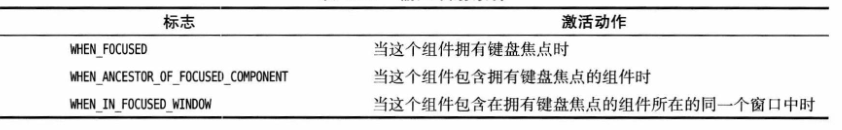 标志 激活动作
WHEN_FOCUSED 当这个组件拥有键盘焦点时
WHEN_ANCESTOR_OF_FOCUSED_COMPONENT 当这个组件包含拥有键盘焦点的组件时
WHEN_IN_FOCUSED_WINDOW 当这个组件包含在拥有键盘焦点的组件所在的同一个窗口中时